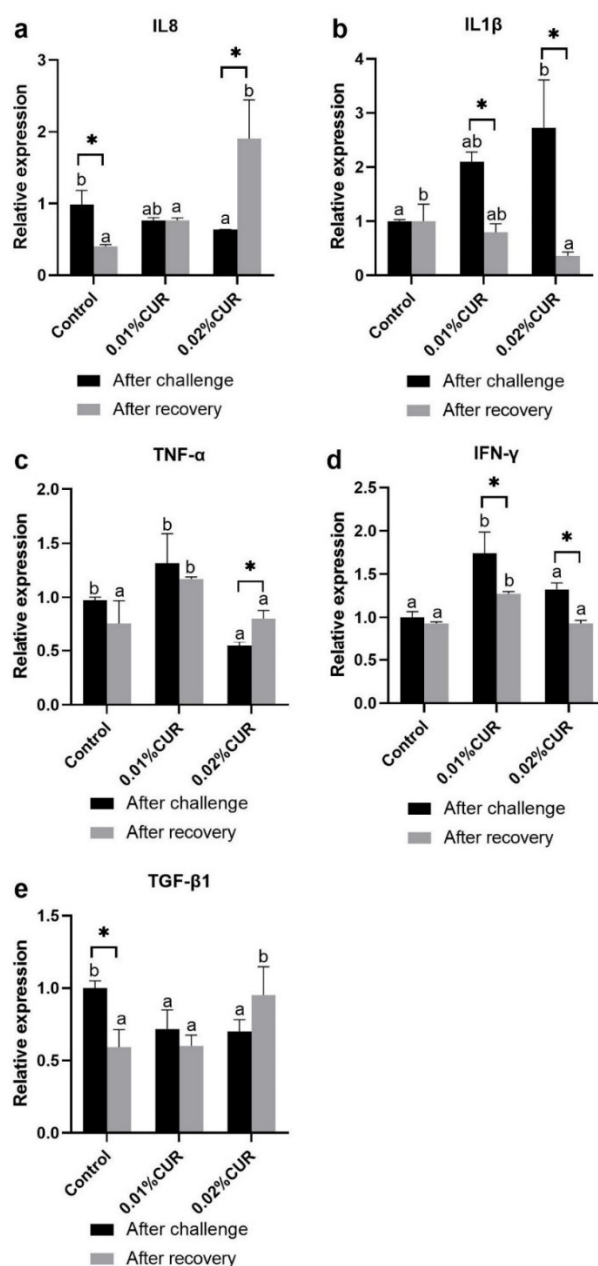 a
IL8
Relative expression
3
2
1
0
*
*
b
a
ab
a
a
b
Control
0.01%CUR
0.02%CUR
After challenge
After recovery
b
IL1β
Relative expression
4
3
2
1
0
*
*
a
b
ab
ab
b
a
Control
0.01%CUR
0.02%CUR
After challenge
After recovery
c
TNF-α
Relative expression
2.0
1.5
1.0
0.5
0.0
*
b
a
b
b
a
a
Control
0.01%CUR
0.02%CUR
After challenge
After recovery
d
IFN-γ
Relative expression
2.5
2.0
1.5
1.0
0.5
0.0
*
*
a
a
b
b
a
a
Control
0.01%CUR
0.02%CUR
After challenge
After recovery
e
TGF-β1
Relative expression
1.5
1.0
0.5
0.0
*
b
a
a
a
a
b
Control
0.01%CUR
0.02%CUR
After challenge
After recovery